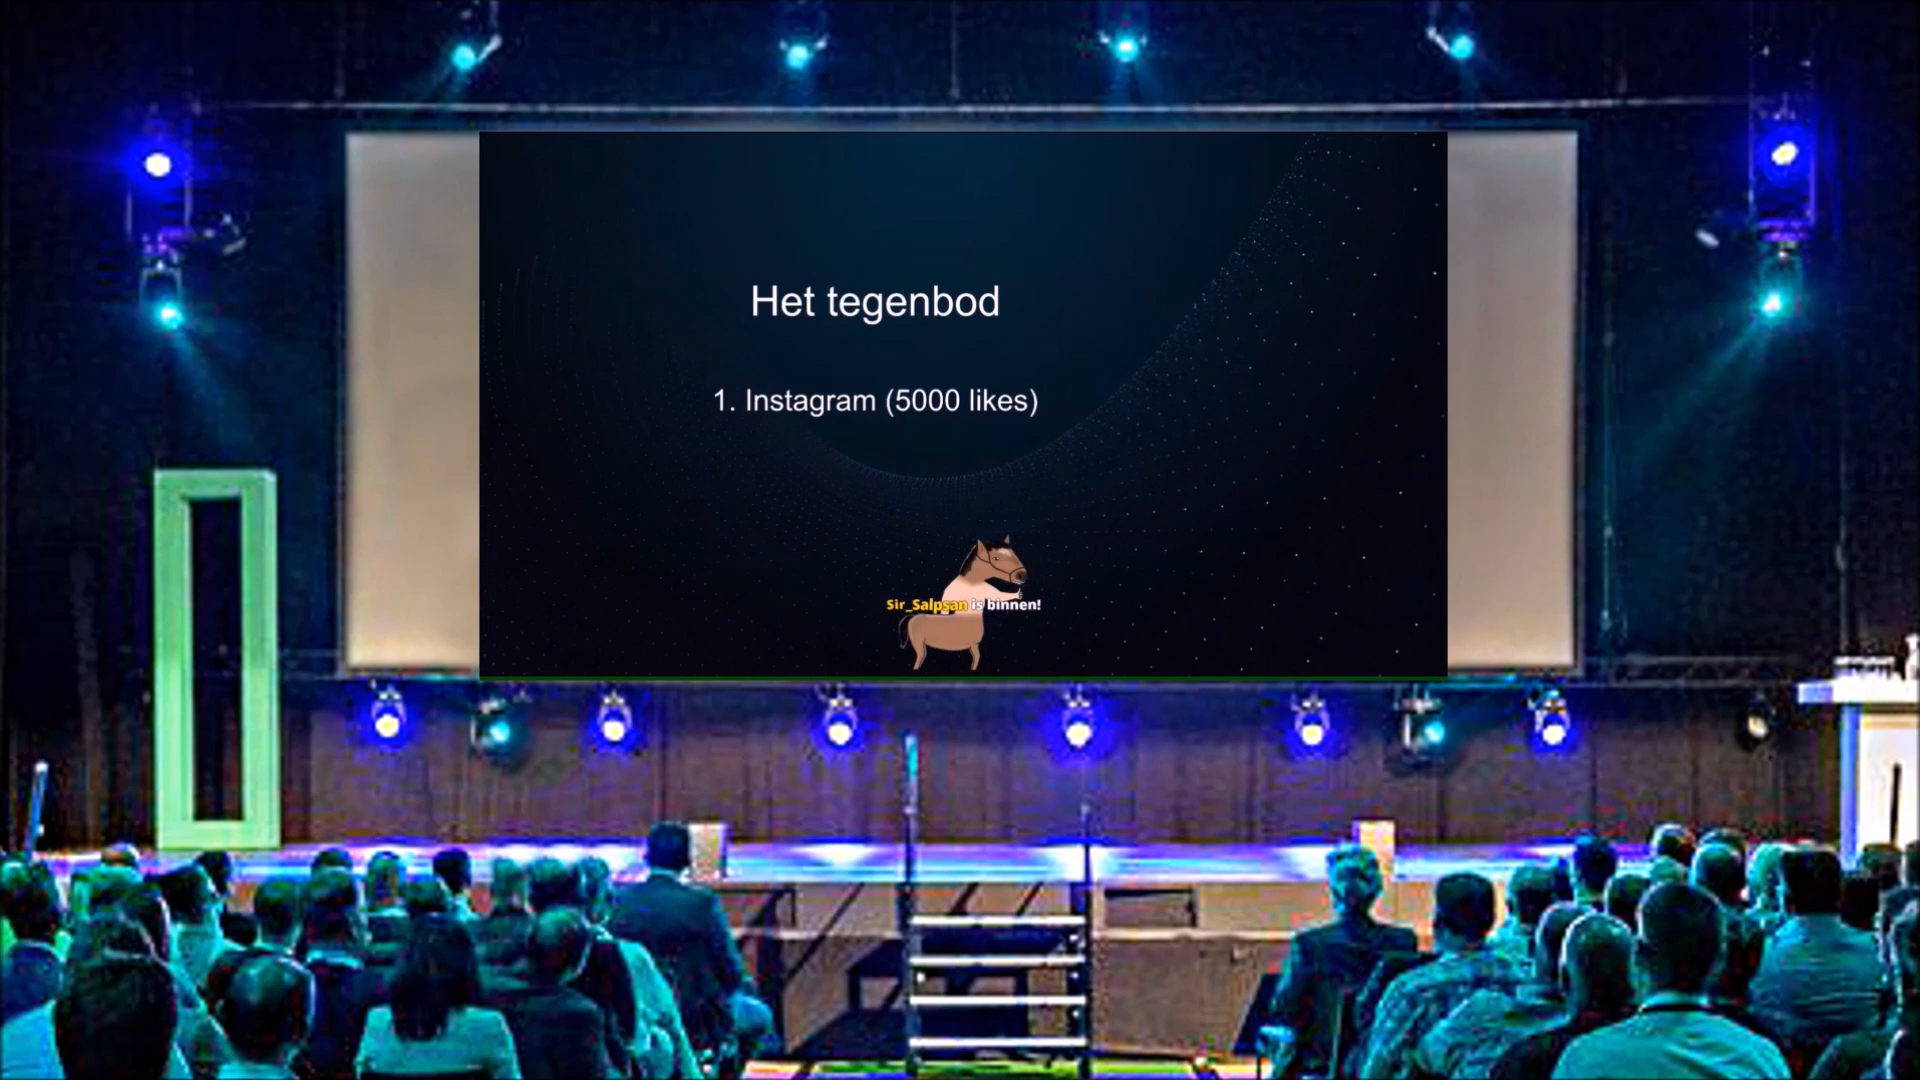 Het tegenbod
1. Instagram (5000 likes)
Sir_Salpsan is binnen!